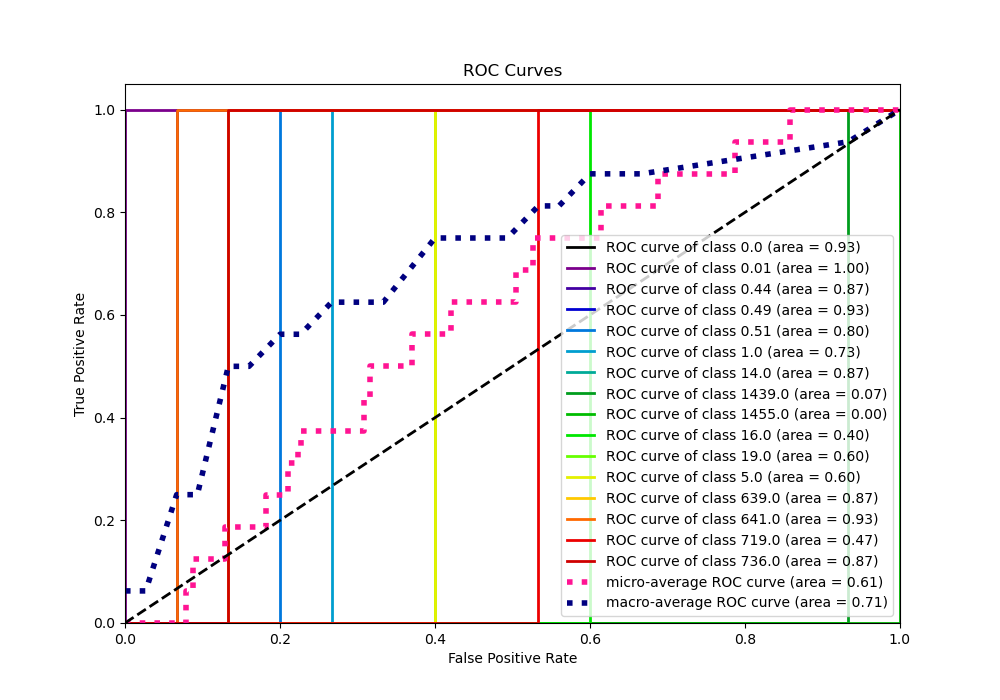 ROC Curves
True Positive Rate
1.0
0.8
0.6
0.4
0.2
0.0
ROC curve of class 0.0 (area = 0.93)
ROC curve of class 0.01 (area = 1.00)
ROC curve of class 0.44 (area = 0.87)
ROC curve of class 0.49 (area = 0.93)
ROC curve of class 0.51 (area = 0.80)
ROC curve of class 1.0 (area = 0.73)
ROC curve of class 14.0 (area = 0.87)
ROC curve of class 1439.0 (area = 0.07)
ROC curve of class 1455.0 (area = 0.00)
ROC curve of class 16.0 (area = 0.40)
ROC curve of class 19.0 (area = 0.60)
ROC curve of class 5.0 (area = 0.60)
ROC curve of class 639.0 (area = 0.87)
ROC curve of class 641.0 (area = 0.93)
ROC curve of class 719.0 (area = 0.47)
ROC curve of class 736.0 (area = 0.87)
micro-average ROC curve (area = 0.61)
macro-average ROC curve (area = 0.71)
0.0 0.2 0.4 0.6 0.8 1.0
False Positive Rate